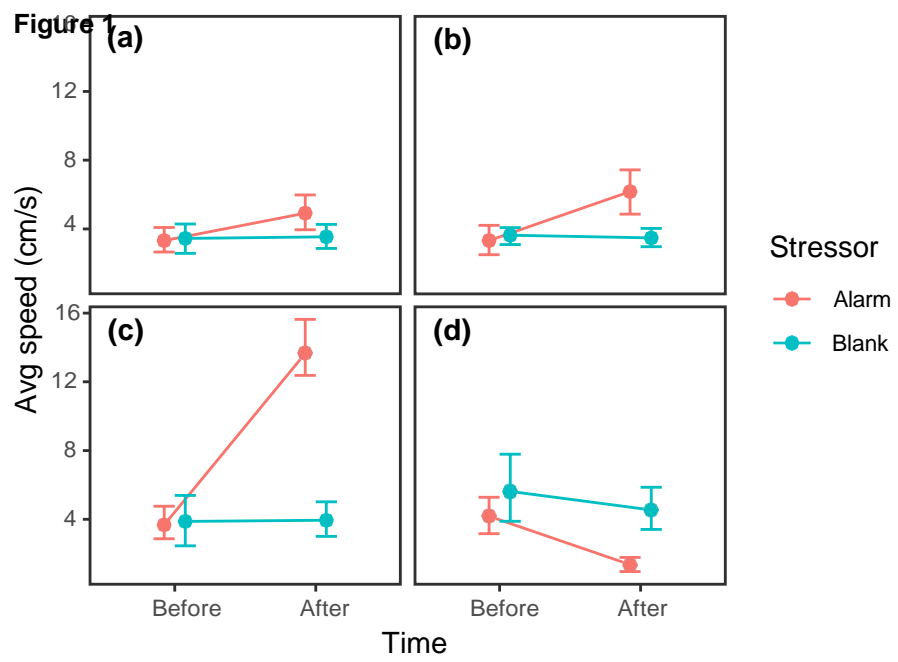 Figure 1
(a)
(b)
16
12
8
4
(c)
(d)
16
12
8
4
Avg speed (cm/s)
Before
After
Before
After
Time
Stressor
Alarm
Blank